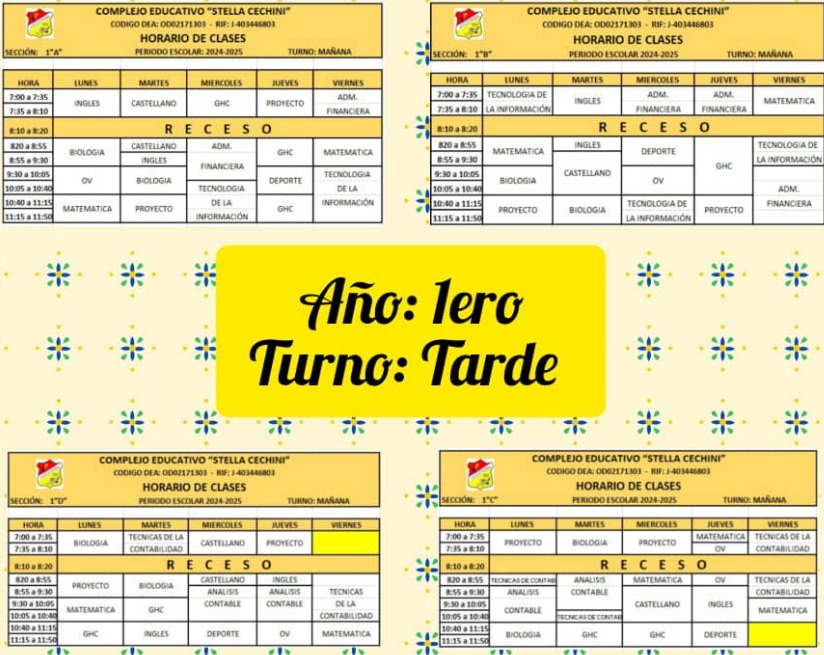 COMPLEJO EDUCATIVO "STELLA CECHINI"
CODIGO DEA: OD02171303 - RIF: J-403446803
HORARIO DE CLASES
SECCIÓN: 1"A" PERIODO ESCOLAR: 2024-2025 TURNO: MAÑANA
HORA LUNES MARTES MIERCOLES JUEVES VIERNES
7:00 a 7:35 INGLES CASTELLANO GHC PROYECTO ADM.
7:35 a 8:10 FINANCIERA
8:10 a 8:20 R E C E S O
820 a 8:55 BIOLOGIA CASTELLANO ADM. GHC MATEMATICA
8:55 a 9:30 INGLES FINANCIERA
9:30 a 10:05 OV BIOLOGIA DEPORTE TECNOLOGIA
10:05 a 10:40 TECNOLOGIA DE LA
10:40 a 11:15 MATEMATICA PROYECTO DE LA GHC INFORMACIÓN
11:15 a 11:50 INFORMACIÓN
COMPLEJO EDUCATIVO "STELLA CECHINI"
CODIGO DEA: OD02171303 - RIF: J-403446803
HORARIO DE CLASES
SECCIÓN: 1"B" PERIODO ESCOLAR 2024-2025 TURNO: MAÑANA
HORA LUNES MARTES MIERCOLES JUEVES VIERNES
7:00 a 7:35 TECNOLOGIA DE INGLES ADM. ADM. MATEMATICA
7:35 a 8:10 LA INFORMACIÓN FINANCIERA FINANCIERA
8:10 a 8:20 R E C E S O
820 a 8:55 MATEMATICA INGLES DEPORTE GHC TECNOLOGIA DE
8:55 a 9:30 CASTELLANO LA INFORMACIÓN
9:30 a 10:05 BIOLOGIA OV
10:05 a 10:40 ADM.
10:40 a 11:15 PROYECTO BIOLOGIA TECNOLOGIA DE PROYECTO FINANCIERA
11:15 a 11:50 LA INFORMACIÓN
Año: 1ero
Turno: Tarde
COMPLEJO EDUCATIVO "STELLA CECHINI"
CODIGO DEA: OD02171303 - RIF: J-403446803
HORARIO DE CLASES
SECCIÓN: 1"D" PERIODO ESCOLAR 2024-2025 TURNO: MAÑANA
HORA LUNES MARTES MIERCOLES JUEVES VIERNES
7:00 a 7:35 BIOLOGIA TECNICAS DE LA CASTELLANO PROYECTO
7:35 a 8:10 CONTABILIDAD
8:10 a 8:20 R E C E S O
820 a 8:55 PROYECTO BIOLOGIA CASTELLANO INGLES
8:55 a 9:30 ANALISIS ANALISIS TECNICAS
9:30 a 10:05 MATEMATICA GHC CONTABLE CONTABLE DE LA
10:05 a 10:40 CONTABILIDAD
10:40 a 11:15 GHC INGLES DEPORTE OV MATEMATICA
11:15 a 11:50
COMPLEJO EDUCATIVO "STELLA CECHINI"
CODIGO DEA: OD02171303 - RIF: J-403446803
HORARIO DE CLASES
SECCIÓN: 1"C" PERIODO ESCOLAR 2024-2025 TURNO: MAÑANA
HORA LUNES MARTES MIERCOLES JUEVES VIERNES
7:00 a 7:35 PROYECTO BIOLOGIA PROYECTO MATEMATICA TECNICAS DE LA
7:35 a 8:10 OV CONTABILIDAD
8:10 a 8:20 R E C E S O
820 a 8:55 TECNICAS DE CONTAB ANALISIS MATEMATICA OV TECNICAS DE LA
8:55 a 9:30 ANALISIS CONTABLE CONTABILIDAD
9:30 a 10:05 CONTABLE CASTELLANO INGLES MATEMATICA
10:05 a 10:40 TECNICAS DE CONTAB
10:40 a 11:15 BIOLOGIA GHC GHC DEPORTE
11:15 a 11:50